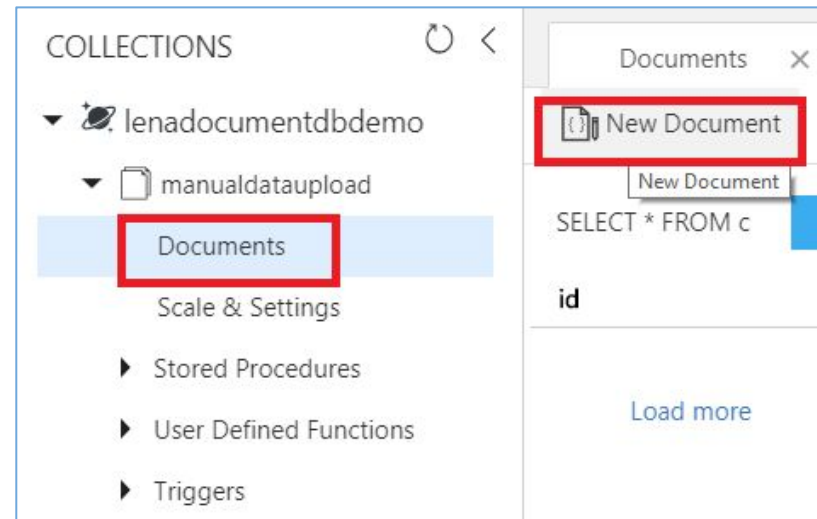 COLLECTIONS
lenadocumentdbdemo
manualdataupload
Documents
Scale & Settings
Stored Procedures
User Defined Functions
Triggers
Documents
New Document
New Document
SELECT * FROM c
id
Load more